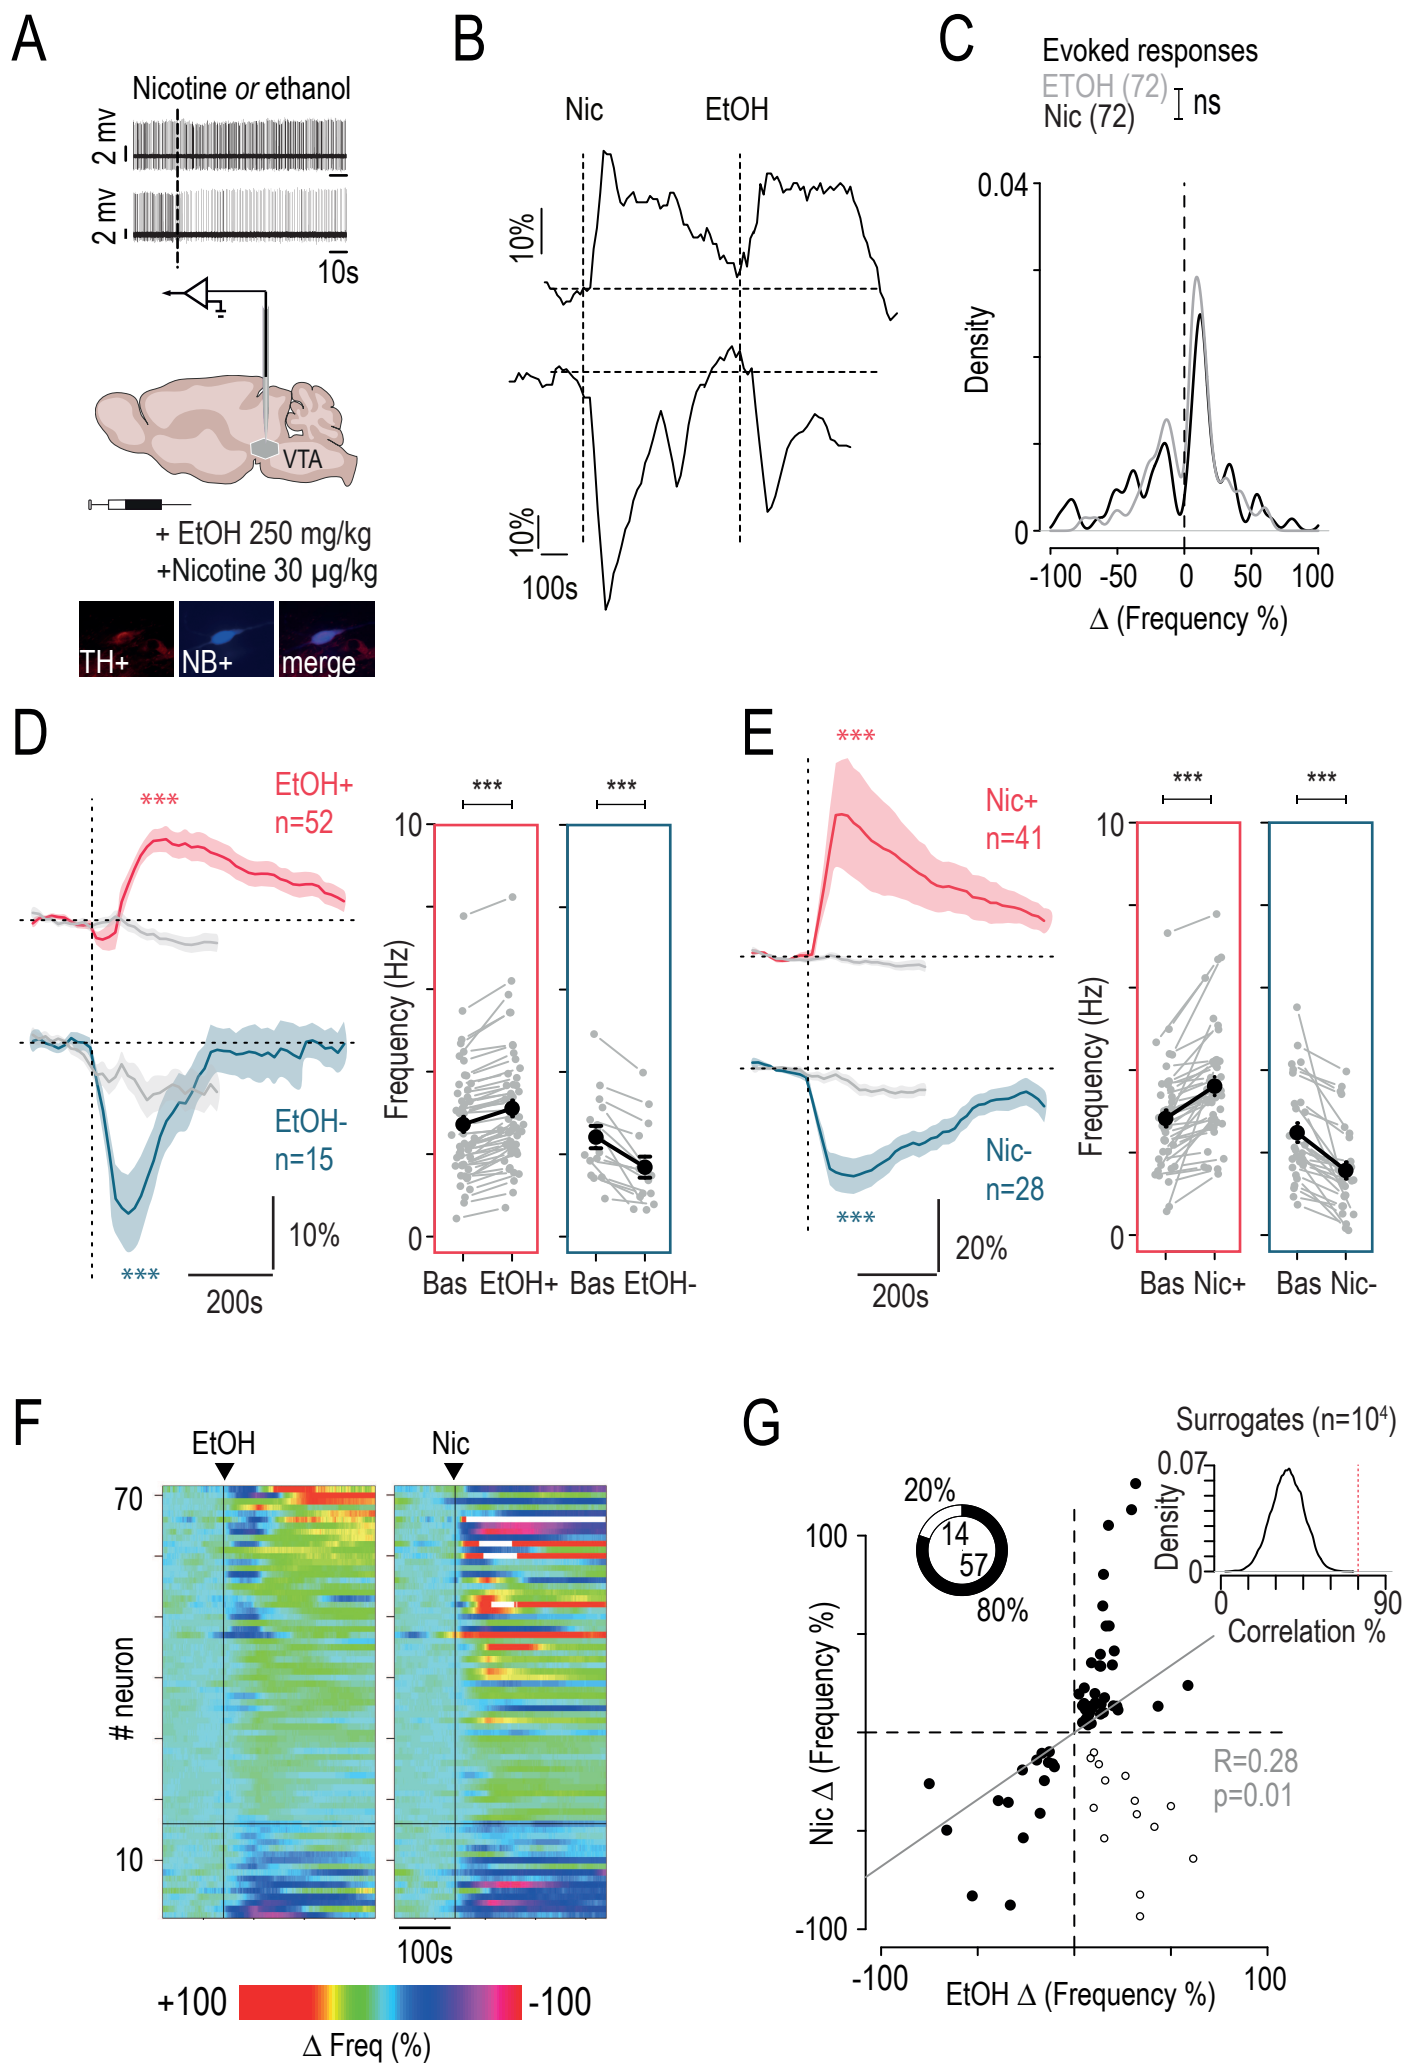 A
Nicotine or ethanol
2 mv
2 mv
10s
VTA
+ EtOH 250 mg/kg
+Nicotine 30 µg/kg
TH+
NB+
merge
B
Nic
EtOH
10%
10%
100s
C
Evoked responses
ETOH (72)
Nic (72)
ns
0.04
Density
0
-100 -50 0 50 100
Δ (Frequency %)
D
***
EtOH+
n=52
EtOH-
n=15
***
10%
200s
*** ***
10
Frequency (Hz)
0
Bas EtOH+ Bas EtOH-
E
***
Nic+
n=41
Nic-
n=28
***
20%
200s
*** ***
10
Frequency (Hz)
0
Bas Nic+ Bas Nic-
F
EtOH
Nic
70
# neuron
10
100s
+100
-100
Δ Freq (%)
G
20%
14
57
80%
Surrogates (n=10⁴)
0.07
Density
0
0 90
Correlation %
100
Nic Δ (Frequency %)
R=0.28
p=0.01
-100
-100 100
EtOH Δ (Frequency %)